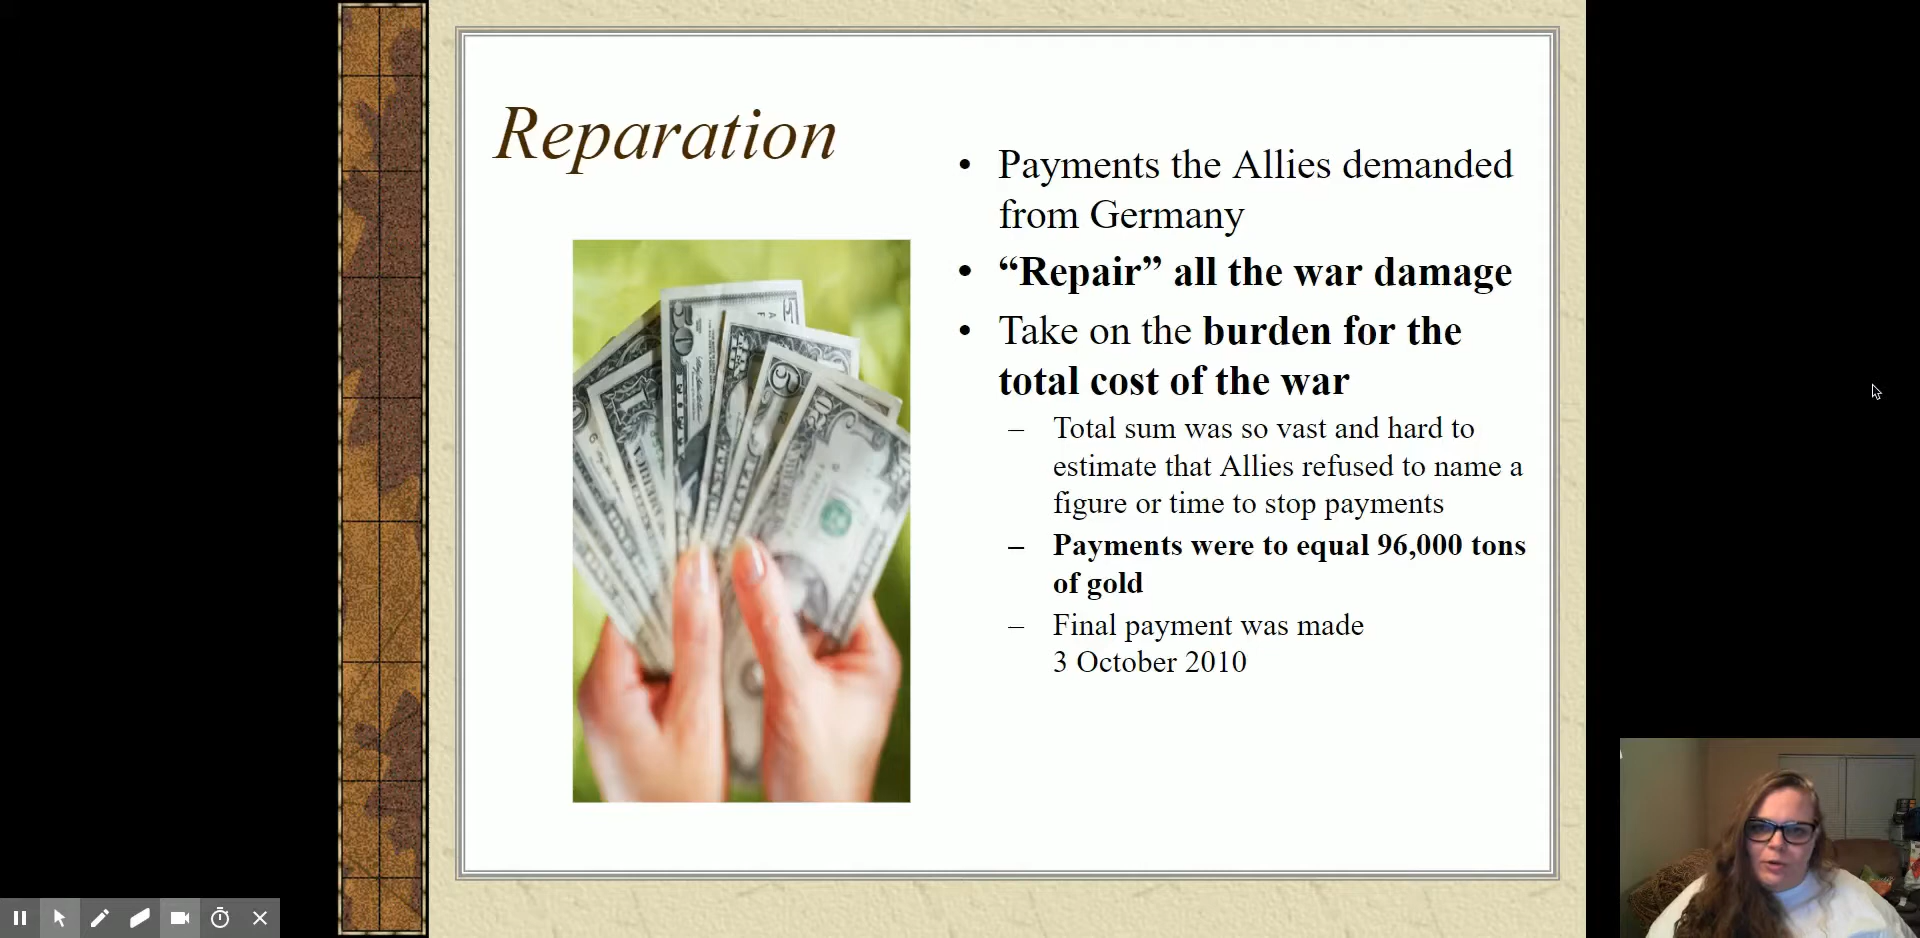 Reparation
• Payments the Allies demanded
from Germany
• “Repair” all the war damage
• Take on the burden for the
total cost of the war
– Total sum was so vast and hard to
estimate that Allies refused to name a
figure or time to stop payments
– Payments were to equal 96,000 tons
of gold
– Final payment was made
3 October 2010
50
5
1